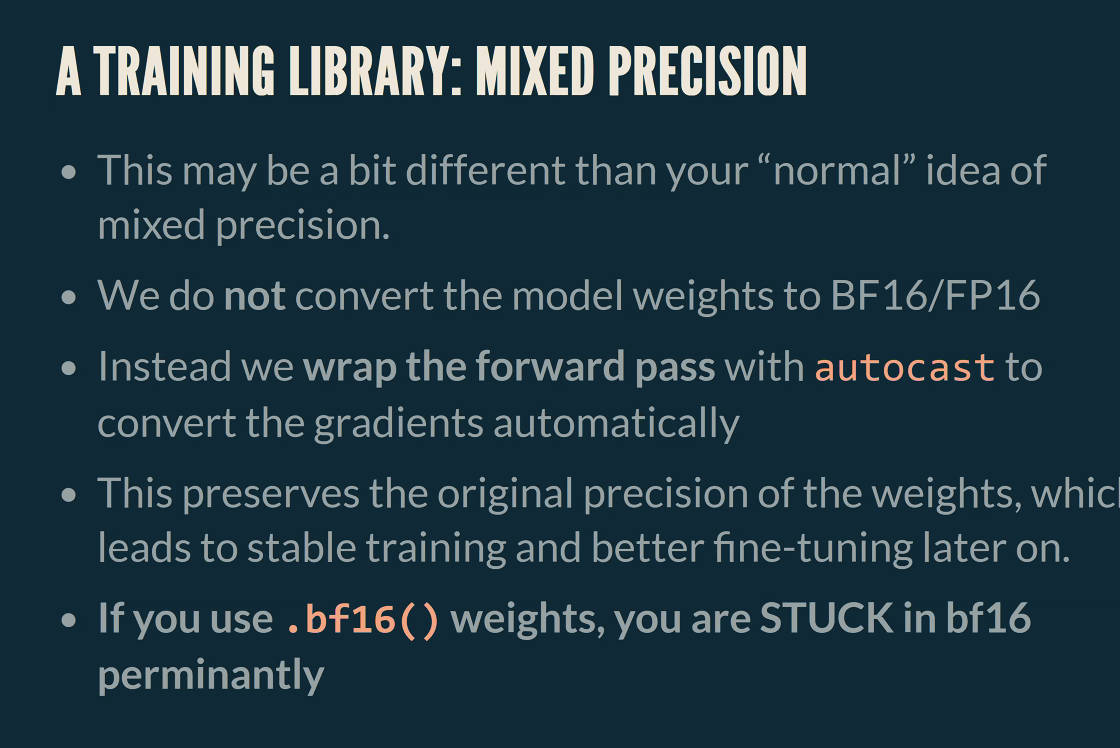 A TRAINING LIBRARY: MIXED PRECISION
• This may be a bit different than your “normal” idea of
mixed precision.
• We do not convert the model weights to BF16/FP16
• Instead we wrap the forward pass with autocast to
convert the gradients automatically
• This preserves the original precision of the weights, whic
leads to stable training and better fine-tuning later on.
• If you use .bf16() weights, you are STUCK in bf16
perminantly